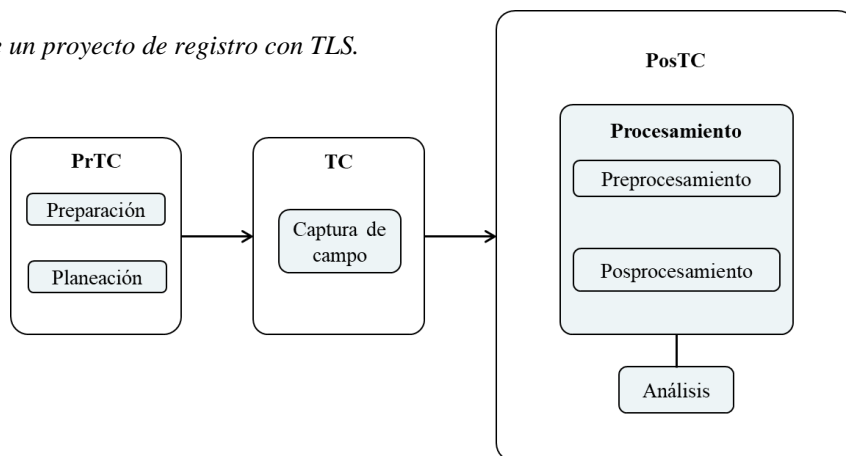 un proyecto de registro con TLS.
PrTC
Preparación
Planeación
TC
Captura de
campo
PosTC
Procesamiento
Preprocesamiento
Posprocesamiento
Análisis